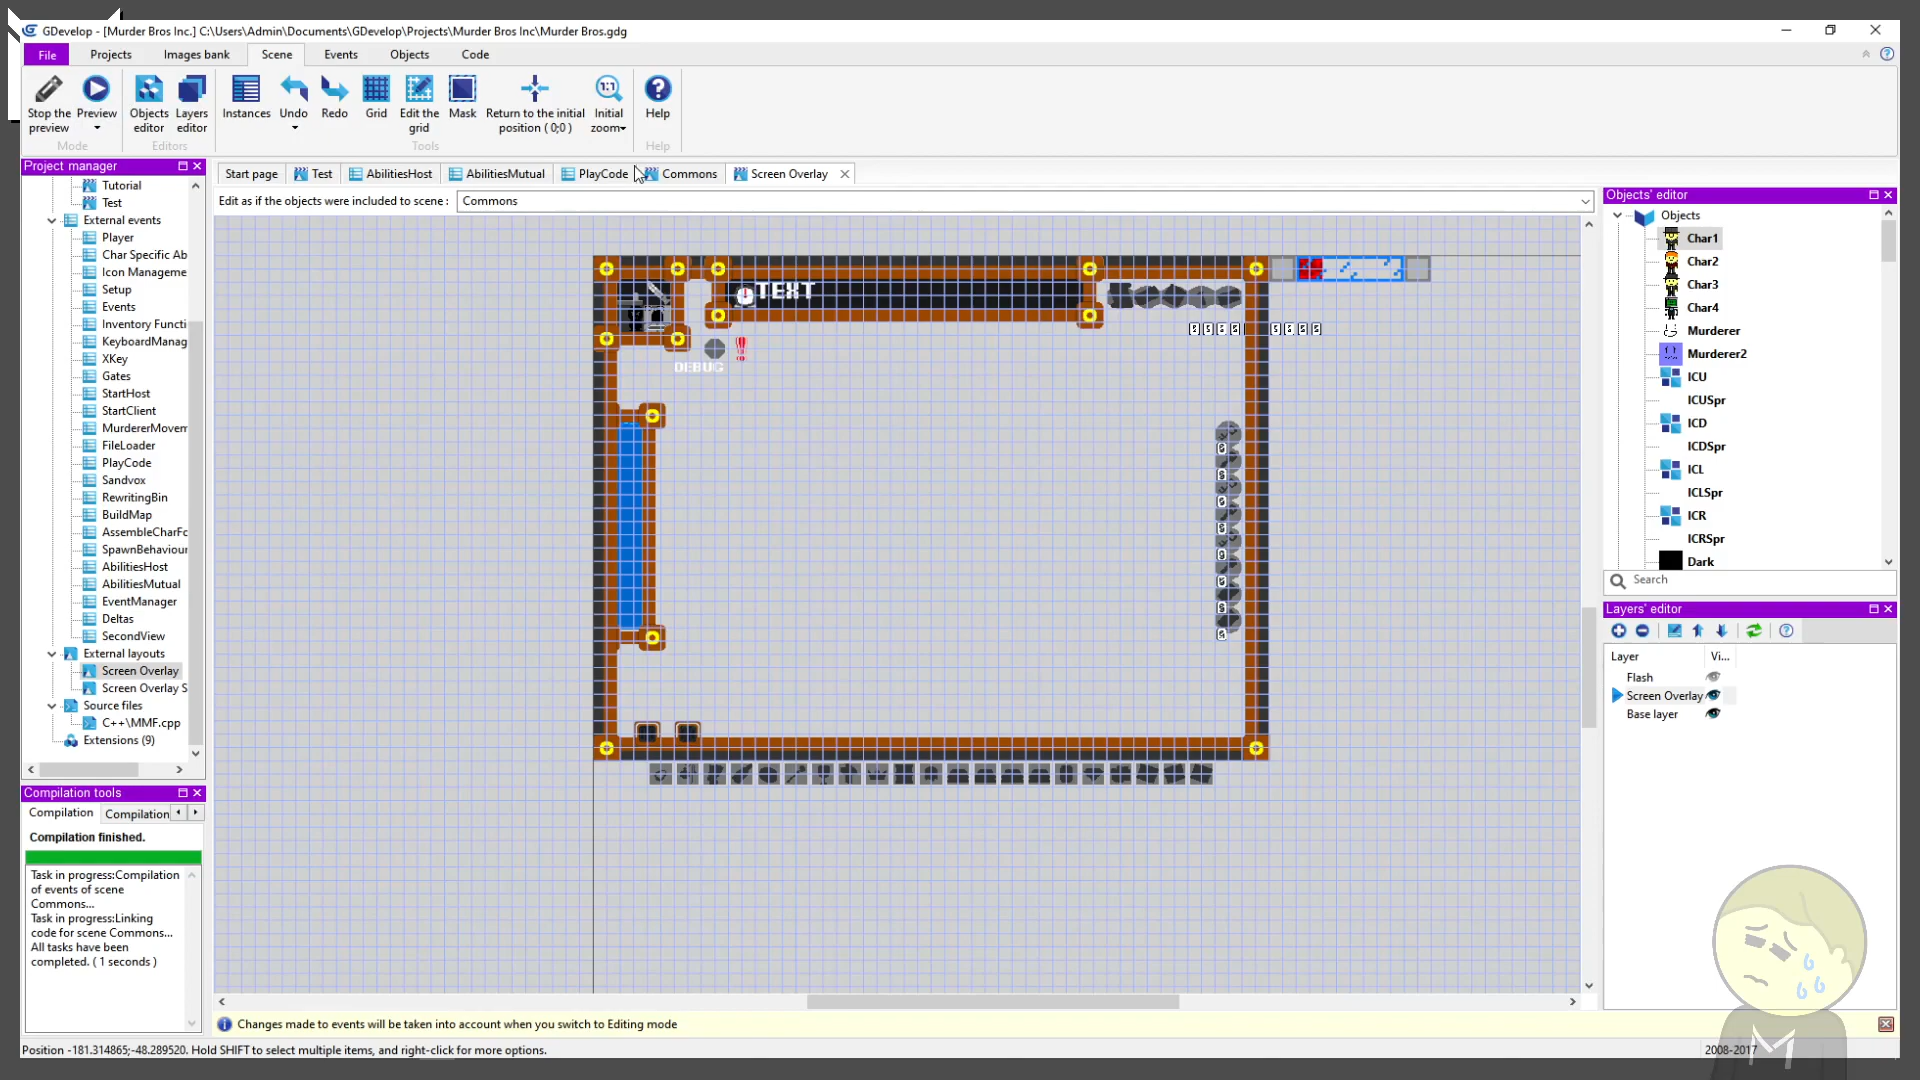 GDevelop - [Murder Bros Inc.] C:\Users\Admin\Documents\GDevelop\Projects\Murder Bros Inc\Murder Bros.gdg
File Projects Images bank Scene Events Objects Code
Stop the preview
Preview
Objects editor
Layers editor
Instances
Undo
Redo
Grid
Edit the grid
Mask
Return to the initial position ( 0;0 )
Initial zoom
Help
Mode Editors Tools Help
Project manager
Tutorial
Test
External events
Player
Char Specific Ab
Icon Manageme
Setup
Events
Inventory Functi
KeyboardManag
XKey
Gates
StartHost
StartClient
MurdererMovem
FileLoader
PlayCode
Sandvox
RewritingBin
BuildMap
AssembleCharFc
SpawnBehaviour
AbilitiesHost
AbilitiesMutual
EventManager
Deltas
SecondView
External layouts
Screen Overlay
Screen Overlay S
Source files
C++\MMF.cpp
Extensions (9)
Compilation tools
Compilation Compilation
Compilation finished.
Task in progress:Compilation
of events of scene
Commons...
Task in progress:Linking
code for scene Commons...
All tasks have been
completed. ( 1 seconds )
Start page Test AbilitiesHost AbilitiesMutual PlayCode Commons Screen Overlay
Edit as if the objects were included to scene : Commons
TEXT
DEBUG
Objects' editor
Objects
Char1
Char2
Char3
Char4
Murderer
Murderer2
ICU
ICUSpr
ICD
ICDSpr
ICL
ICLSpr
ICR
ICRSpr
Dark
Search
Layers' editor
Layer Vi...
Flash
Screen Overlay
Base layer
Changes made to events will be taken into account when you switch to Editing mode
Position -181.314865;-48.289520. Hold SHIFT to select multiple items, and right-click for more options.
2008-2017